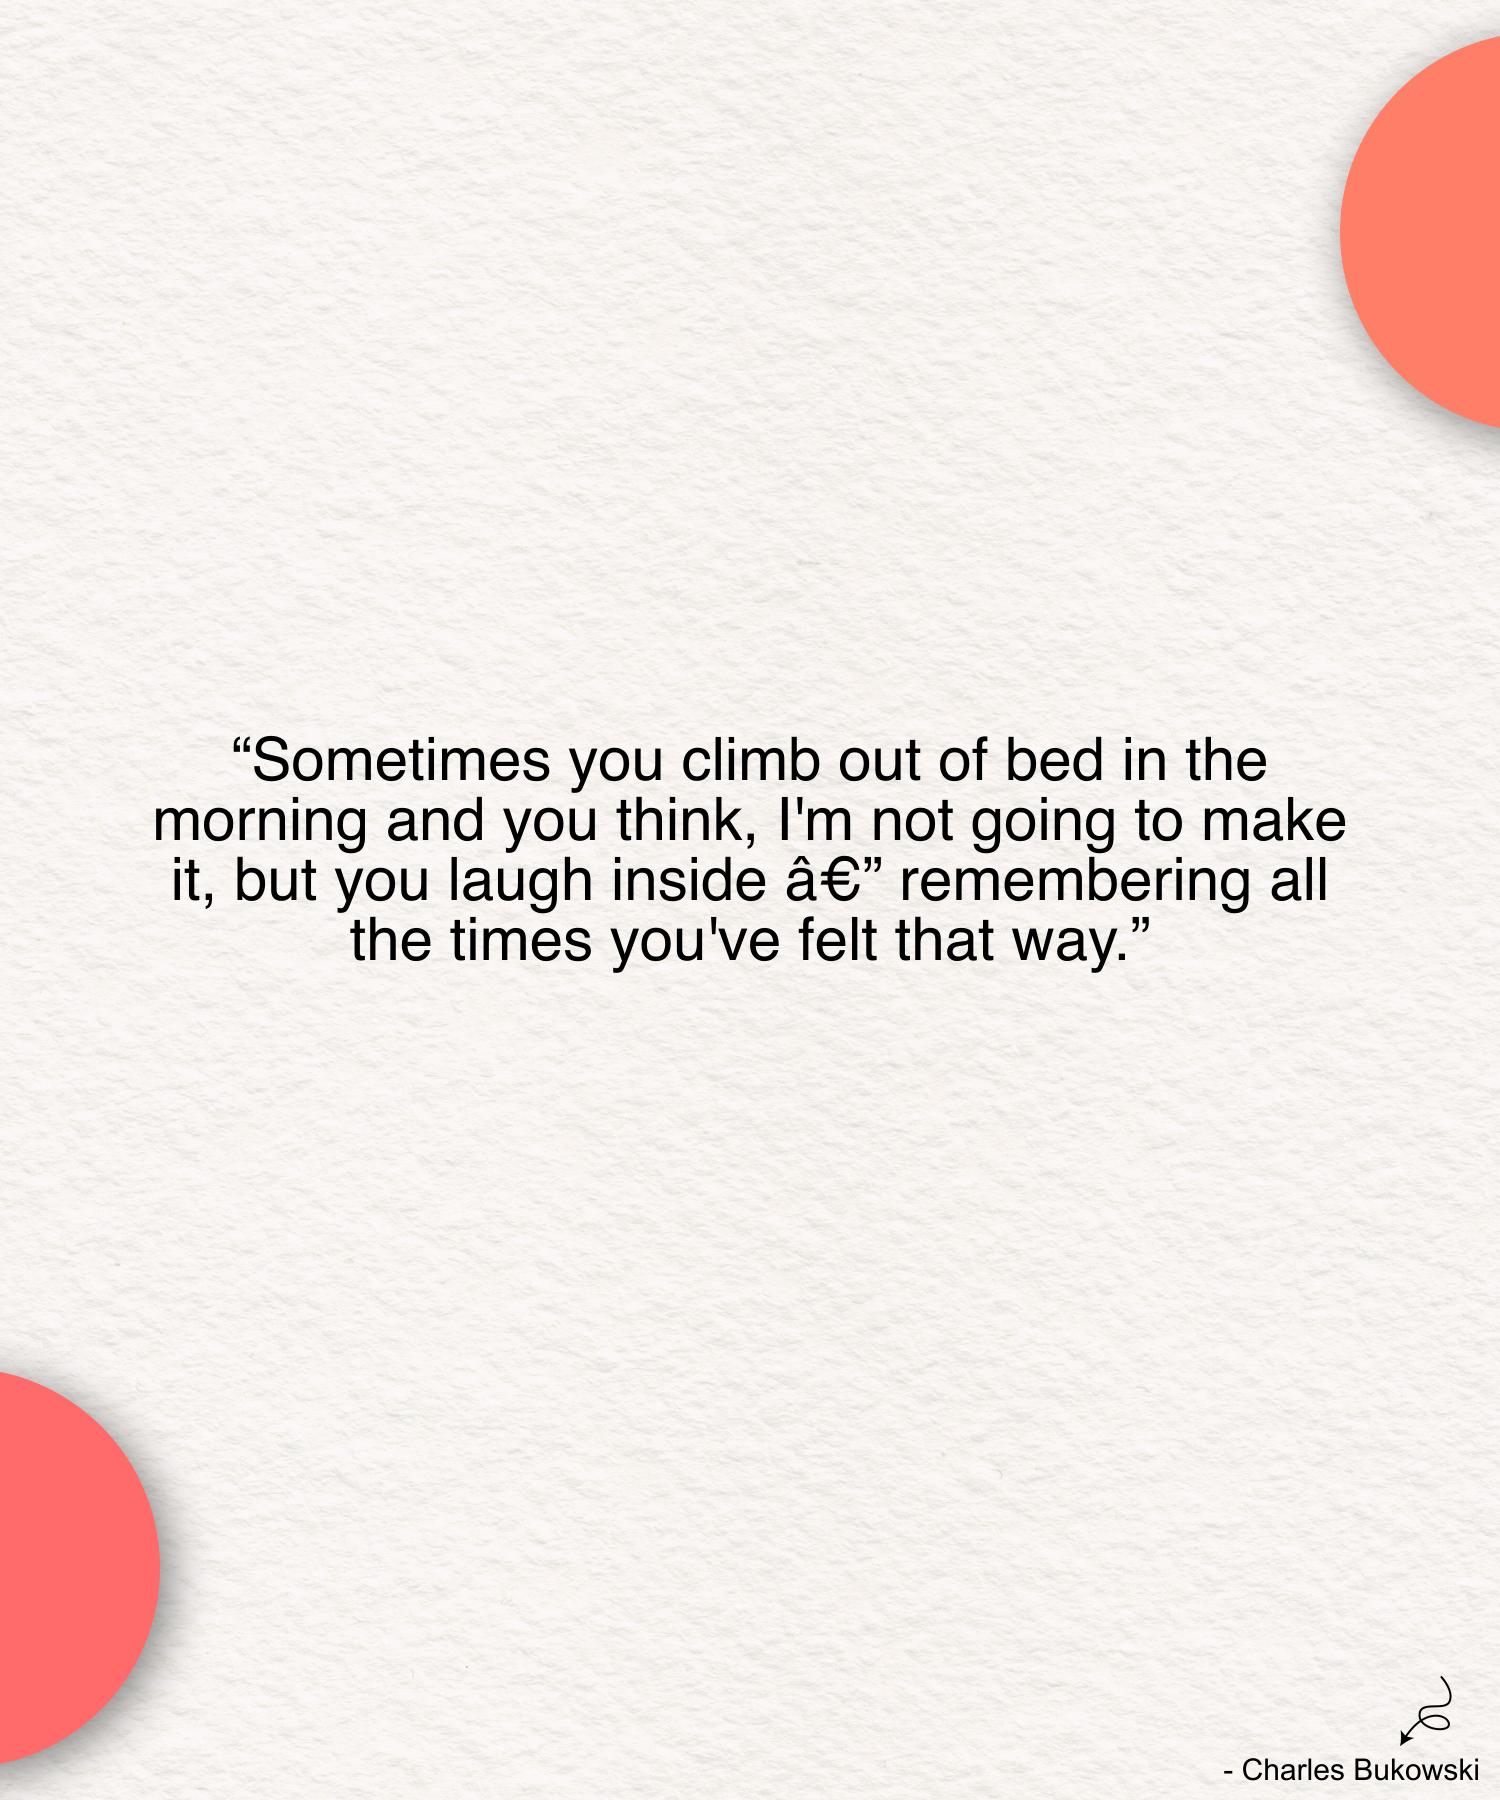 “Sometimes you climb out of bed in the
morning and you think, I'm not going to make
it, but you laugh inside â€” remembering all
the times you've felt that way.”
- Charles Bukowski